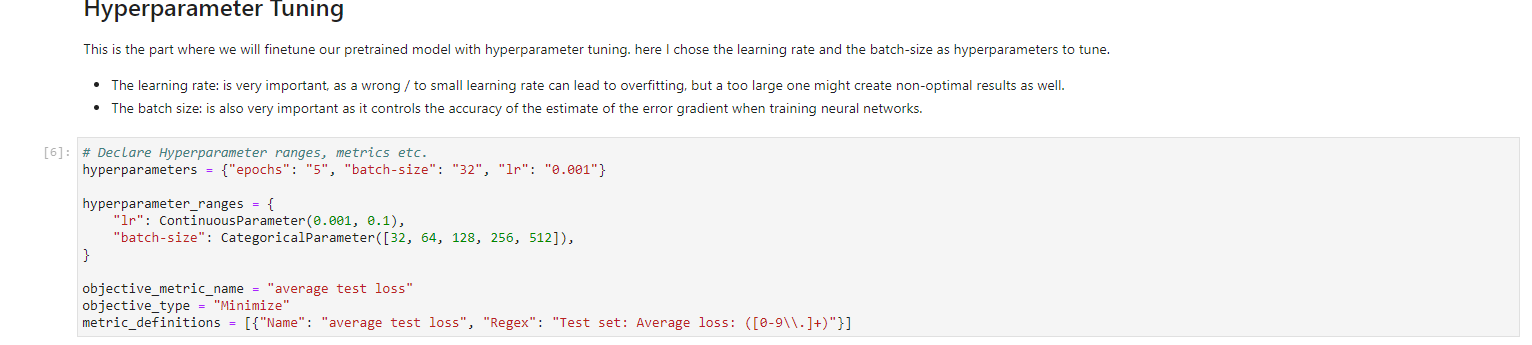 Hyperparameter Tuning
This is the part where we will finetune our pretrained model with hyperparameter tuning. here I chose the learning rate and the batch-size as hyperparameters to tune.
• The learning rate: is very important, as a wrong / to small learning rate can lead to overfitting, but a too large one might create non-optimal results as well.
• The batch size: is also very important as it controls the accuracy of the estimate of the error gradient when training neural networks.
[6]: # Declare Hyperparameter ranges, metrics etc.
hyperparameters = {"epochs": "5", "batch-size": "32", "lr": "0.001"}
hyperparameter_ranges = {
    "lr": ContinuousParameter(0.001, 0.1),
    "batch-size": CategoricalParameter([32, 64, 128, 256, 512]),
}
objective_metric_name = "average test loss"
objective_type = "Minimize"
metric_definitions = [{"Name": "average test loss", "Regex": "Test set: Average loss: ([0-9\\.]+)"}]